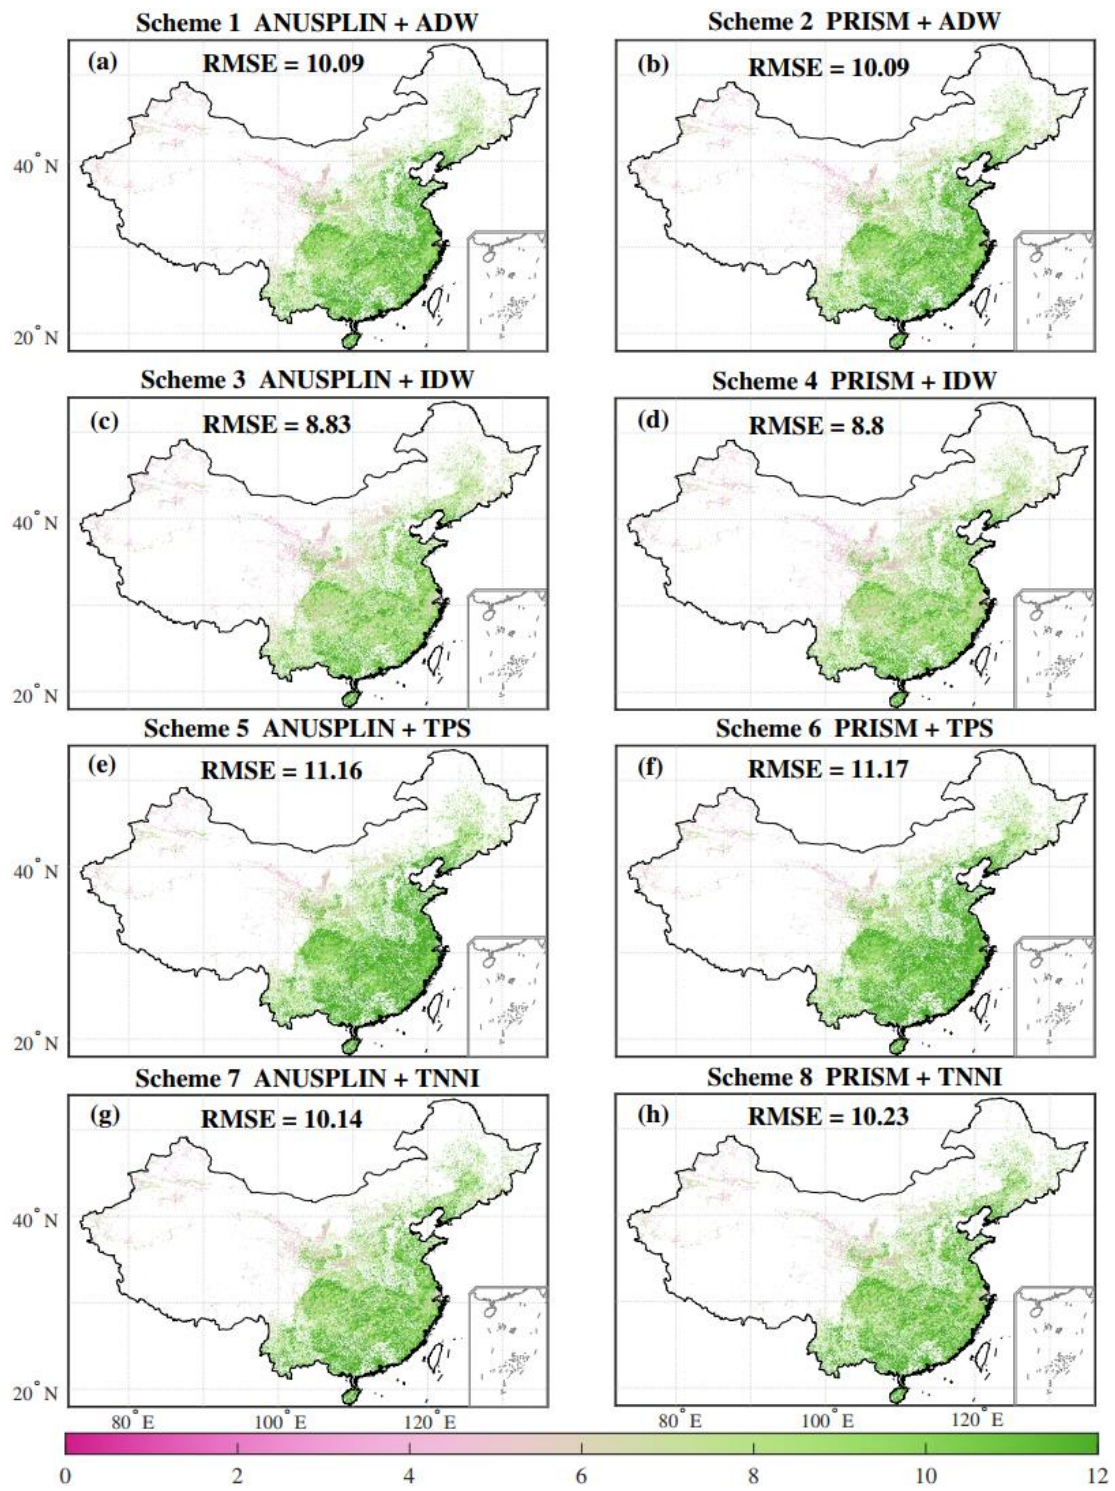 Scheme 1 ANUSPLIN + ADW
Scheme 2 PRISM + ADW
(a)
RMSE = 10.09
(b)
RMSE = 10.09
40° N
20° N
Scheme 3 ANUSPLIN + IDW
Scheme 4 PRISM + IDW
(c)
RMSE = 8.83
(d)
RMSE = 8.8
40° N
20° N
Scheme 5 ANUSPLIN + TPS
Scheme 6 PRISM + TPS
(e)
RMSE = 11.16
(f)
RMSE = 11.17
40° N
20° N
Scheme 7 ANUSPLIN + TNNI
Scheme 8 PRISM + TNNI
(g)
RMSE = 10.14
(h)
RMSE = 10.23
40° N
20° N
80° E 100° E 120° E
80° E 100° E 120° E
0 2 4 6 8 10 12